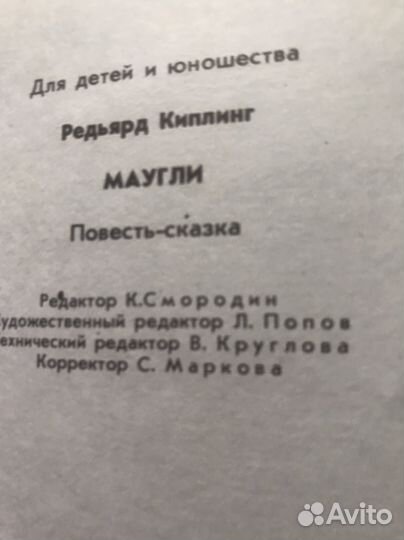 Для детей и юношества
Редьярд Киплинг
МАУГЛИ
Повесть-сказка
Редактор К.Смородин
удожественный редактор Л. Попов
ехнический редактор В. Круглова
Корректор С. Маркова
Avito